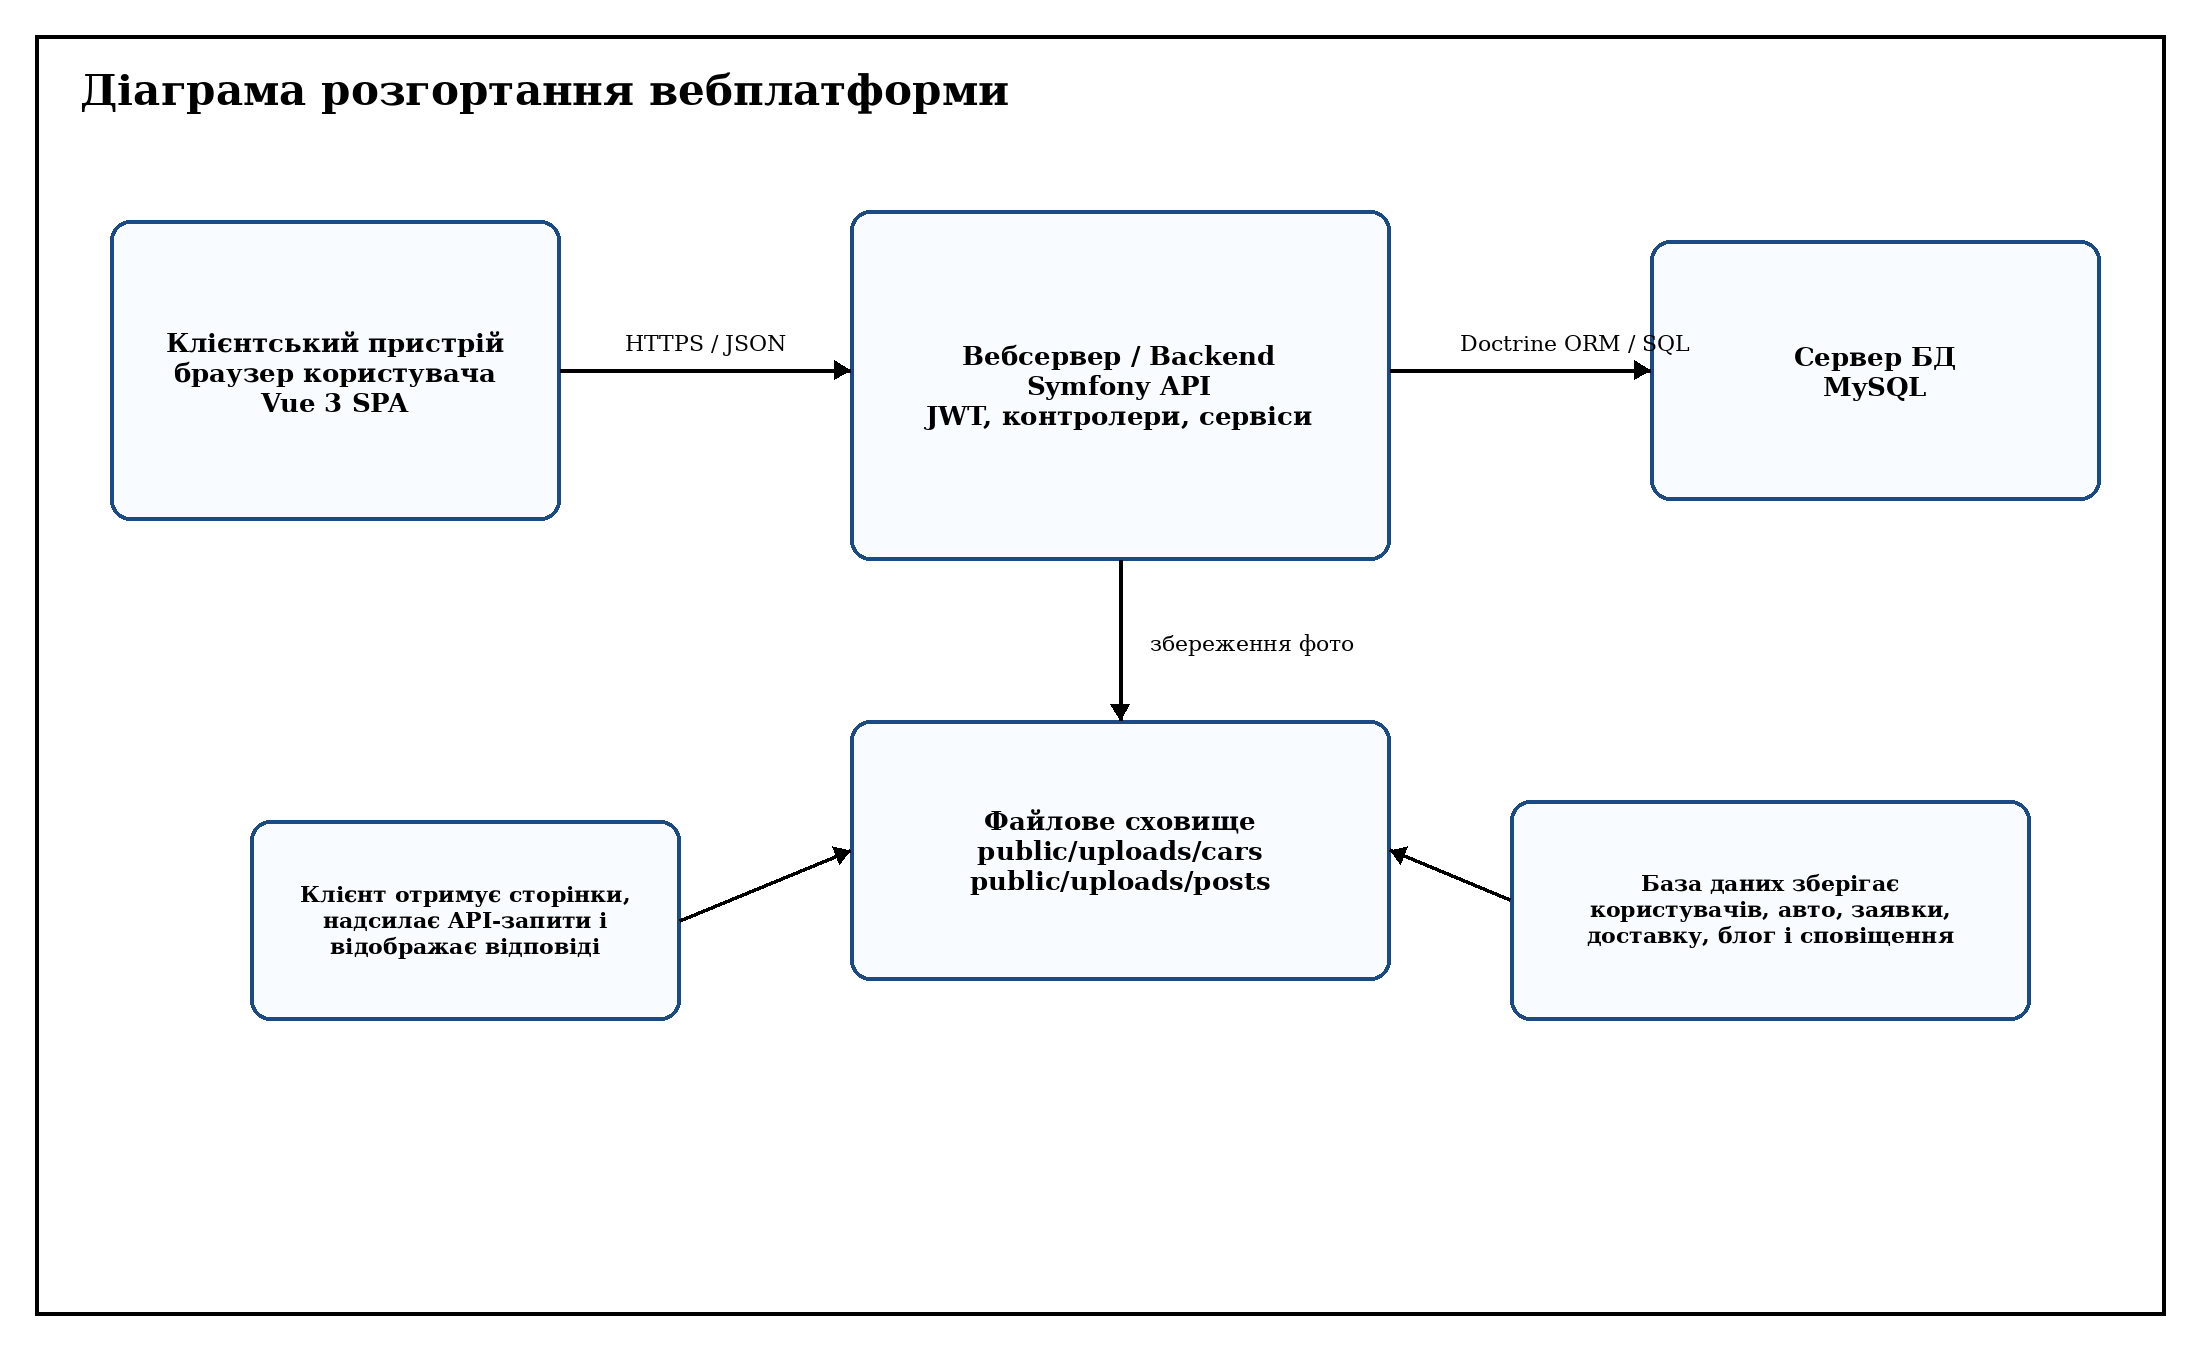 Діаграма розгортання вебплатформи
Клієнтський пристрій
браузер користувача
Vue 3 SPA
HTTPS / JSON
Вебсервер / Backend
Symfony API
JWT, контролери, сервіси
Doctrine ORM / SQL
Сервер БД
MySQL
збереження фото
Файлове сховище
public/uploads/cars
public/uploads/posts
Клієнт отримує сторінки,
надсилає API-запити і
відображає відповіді
База даних зберігає
користувачів, авто, заявки,
доставку, блог і сповіщення